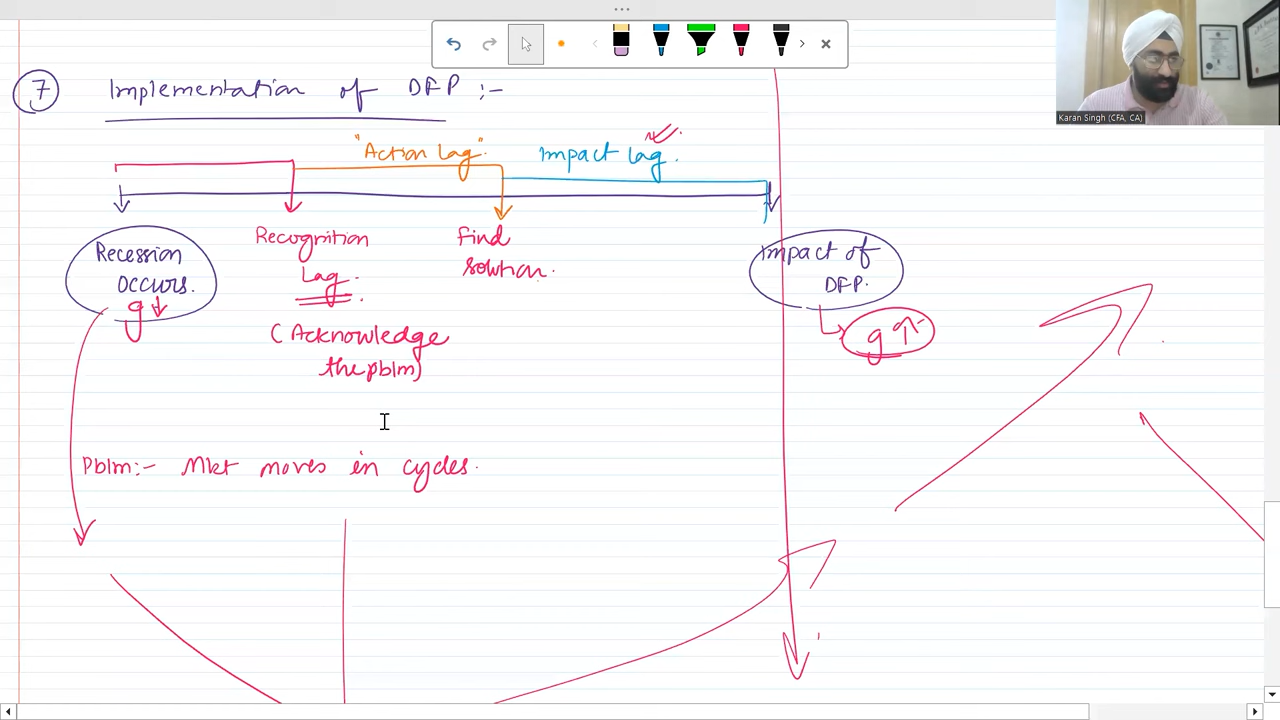 7 Implementation of DFP :-
"Action Lag" Impact Lag
Recession
occurs.
g↓
Recognition
Lag.
(Acknowledge
the pblm)
Find
solution.
Impact of
DFP.
g ↑
Pblm:- Mkt moves in cycles.
Karan Singh (CFA, CA)